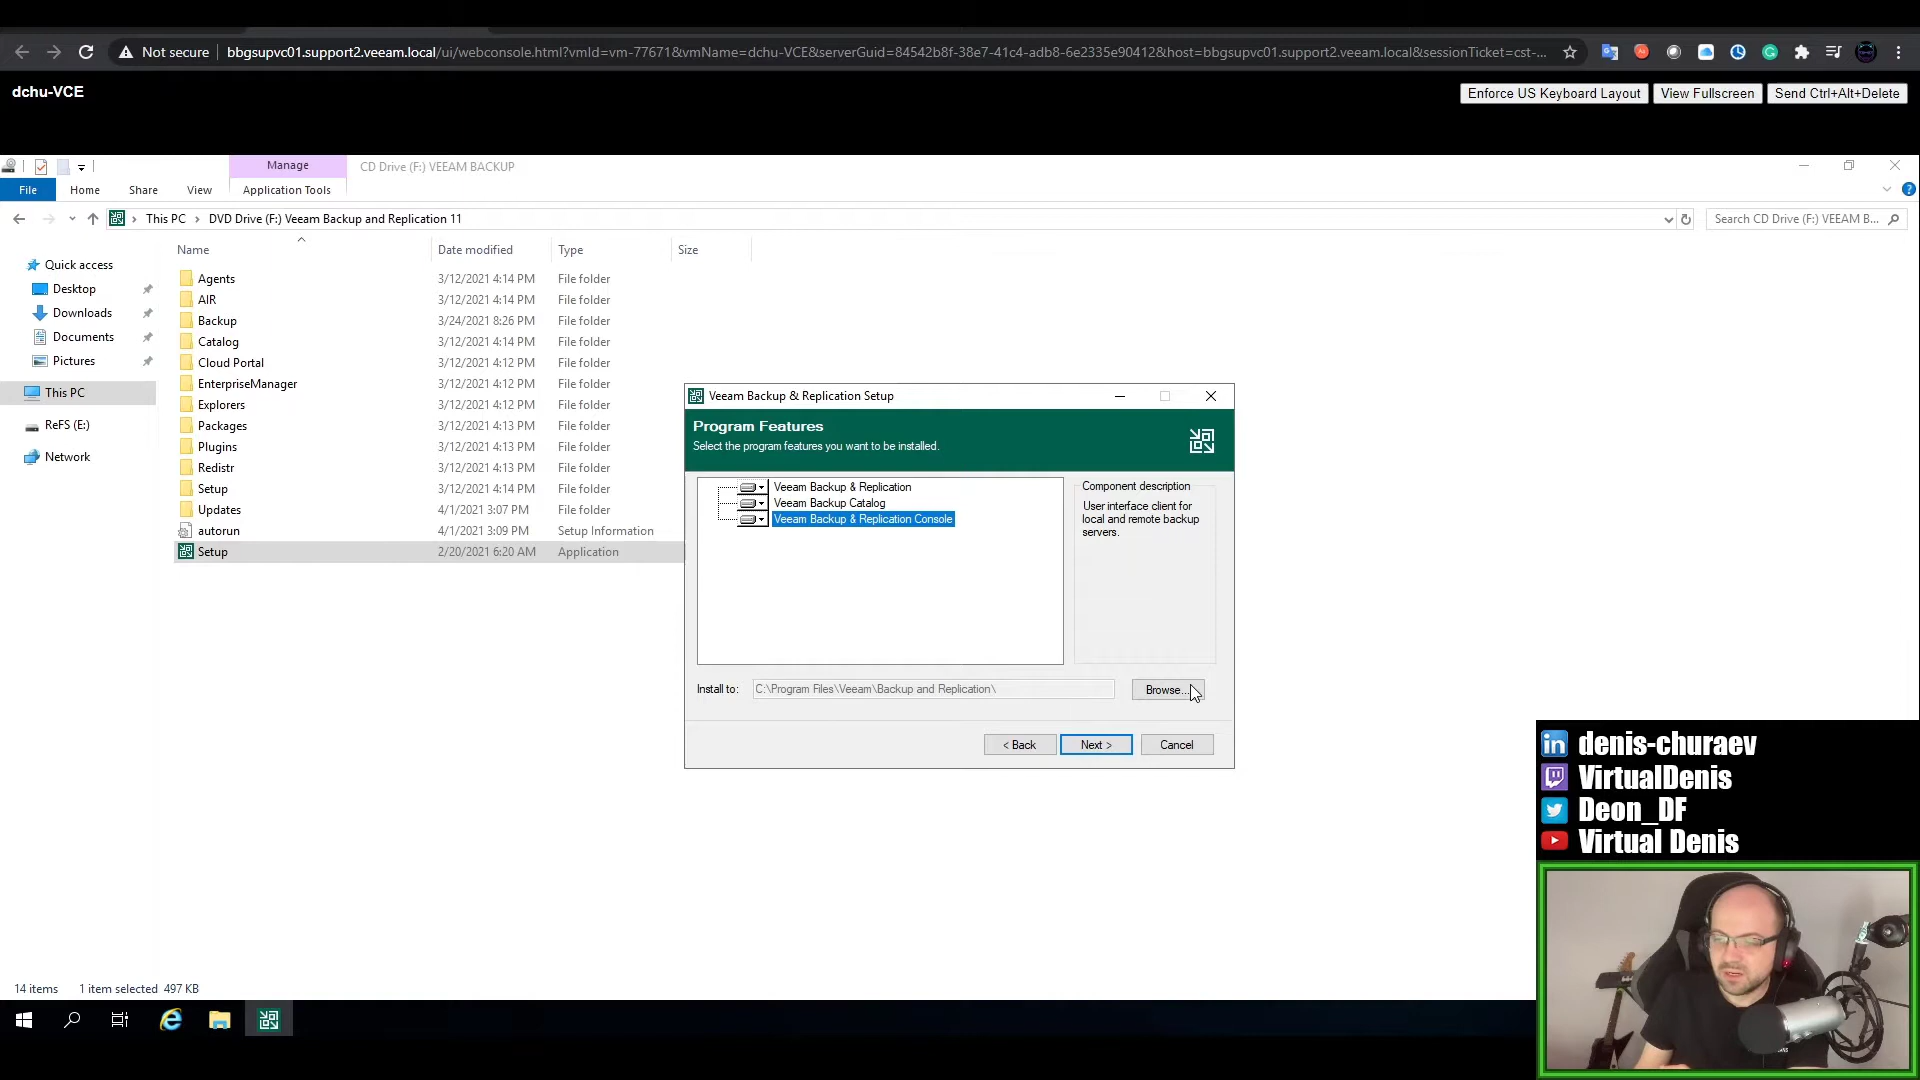 Not secure
bbgsupvc01.support2.veeam.local/ui/webconsole.html?vmId=vm-77671&vmName=dchu-VCE&serverGuid=84542b8f-38e7-41c4-adb8-6e2335e90412&host=bbgsupvc01.support2.veeam.local&sessionTicket=cst-...
dchu-VCE
Enforce US Keyboard Layout
View Fullscreen
Send Ctrl+Alt+Delete
Manage
CD Drive (F:) VEEAM BACKUP
File
Home
Share
View
Application Tools
This PC
DVD Drive (F:) Veeam Backup and Replication 11
Search CD Drive (F:) VEEAM B...
Name
Date modified
Type
Size
Quick access
Desktop
Downloads
Documents
Pictures
This PC
ReFS (E:)
Network
Agents 3/12/2021 4:14 PM File folder
AIR 3/12/2021 4:14 PM File folder
Backup 3/24/2021 8:26 PM File folder
Catalog 3/12/2021 4:14 PM File folder
Cloud Portal 3/12/2021 4:12 PM File folder
EnterpriseManager 3/12/2021 4:12 PM File folder
Explorers 3/12/2021 4:12 PM File folder
Packages 3/12/2021 4:13 PM File folder
Plugins 3/12/2021 4:13 PM File folder
Redistr 3/12/2021 4:13 PM File folder
Setup 3/12/2021 4:14 PM File folder
Updates 4/1/2021 3:07 PM File folder
autorun 4/1/2021 3:09 PM Setup Information
Setup 2/20/2021 6:20 AM Application
Veeam Backup & Replication Setup
Program Features
Select the program features you want to be installed.
Veeam Backup & Replication
Veeam Backup Catalog
Veeam Backup & Replication Console
Component description
User interface client for
local and remote backup
servers.
Install to:
C:\Program Files\Veeam\Backup and Replication\
Browse...
< Back
Next >
Cancel
14 items
1 item selected 497 KB
denis-churaev
VirtualDenis
Deon_DF
Virtual Denis